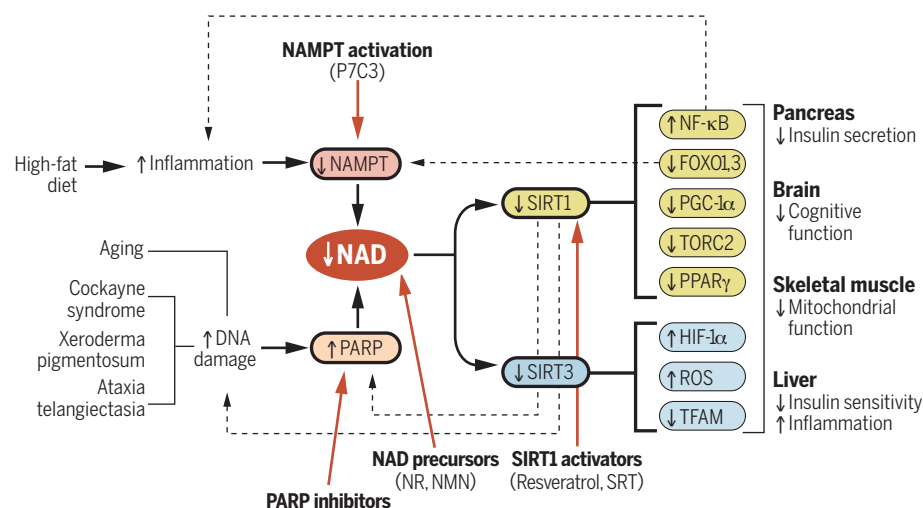 NAMPT activation
(P7C3)
High-fat
diet
↑ Inflammation
↓ NAMPT
↓ NAD
Aging
Cockayne
syndrome
Xeroderma
pigmentosum
Ataxia
telangiectasia
↑ DNA
damage
↑ PARP
PARP inhibitors
NAD precursors
(NR, NMN)
SIRT1 activators
(Resveratrol, SRT)
↓ SIRT1
↓ SIRT3
↑ NF-κB
↓ FOXO1,3
↓ PGC-1α
↓ TORC2
↓ PPARγ
↑ HIF-1α
↑ ROS
↓ TFAM
Pancreas
↓ Insulin secretion
Brain
↓ Cognitive
function
Skeletal muscle
↓ Mitochondrial
function
Liver
↓ Insulin sensitivity
↑ Inflammation